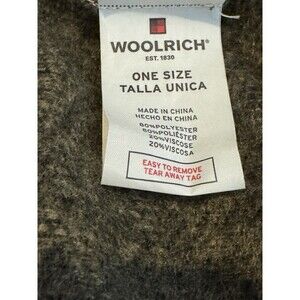 WOOLRICH®
EST. 1830
ONE SIZE
TALLA UNICA
MADE IN CHINA
HECHO EN CHINA
80%POLYESTER
80%POLIÉSTER
20%VISCOSE
20%VISCOSA
EASY TO REMOVE
TEAR AWAY TAG